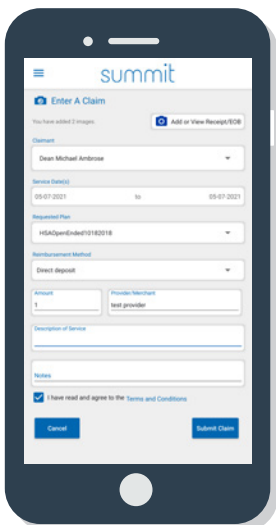 summit
Enter A Claim
You have added 2 images.
Add or View Receipt/EOB
Claimant
Dean Michael Ambrose
Service Date(s)
05-07-2021 to 05-07-2021
Requested Plan
HSAOpenEnded10182018
Reimbursement Method
Direct deposit
Amount Provider/Merchant
1 test provider
Description of Service
Notes
I have read and agree to the Terms and Conditions
Cancel Submit Claim